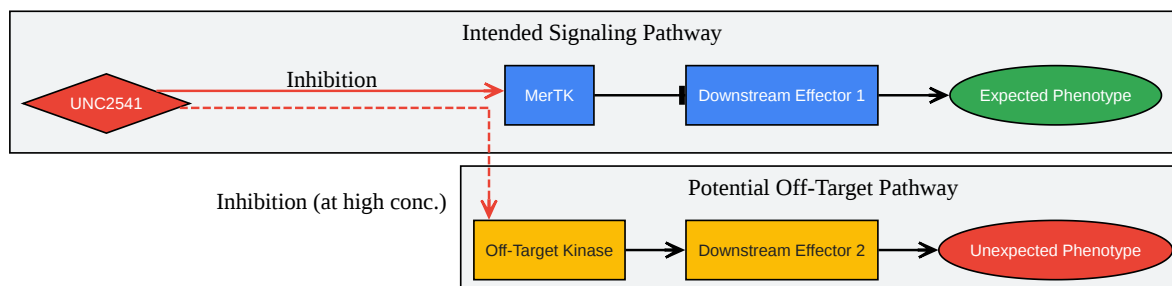 Intended Signaling Pathway
UNC2541
Inhibition
MerTK
Downstream Effector 1
Expected Phenotype
Inhibition (at high conc.)
Potential Off-Target Pathway
Off-Target Kinase
Downstream Effector 2
Unexpected Phenotype